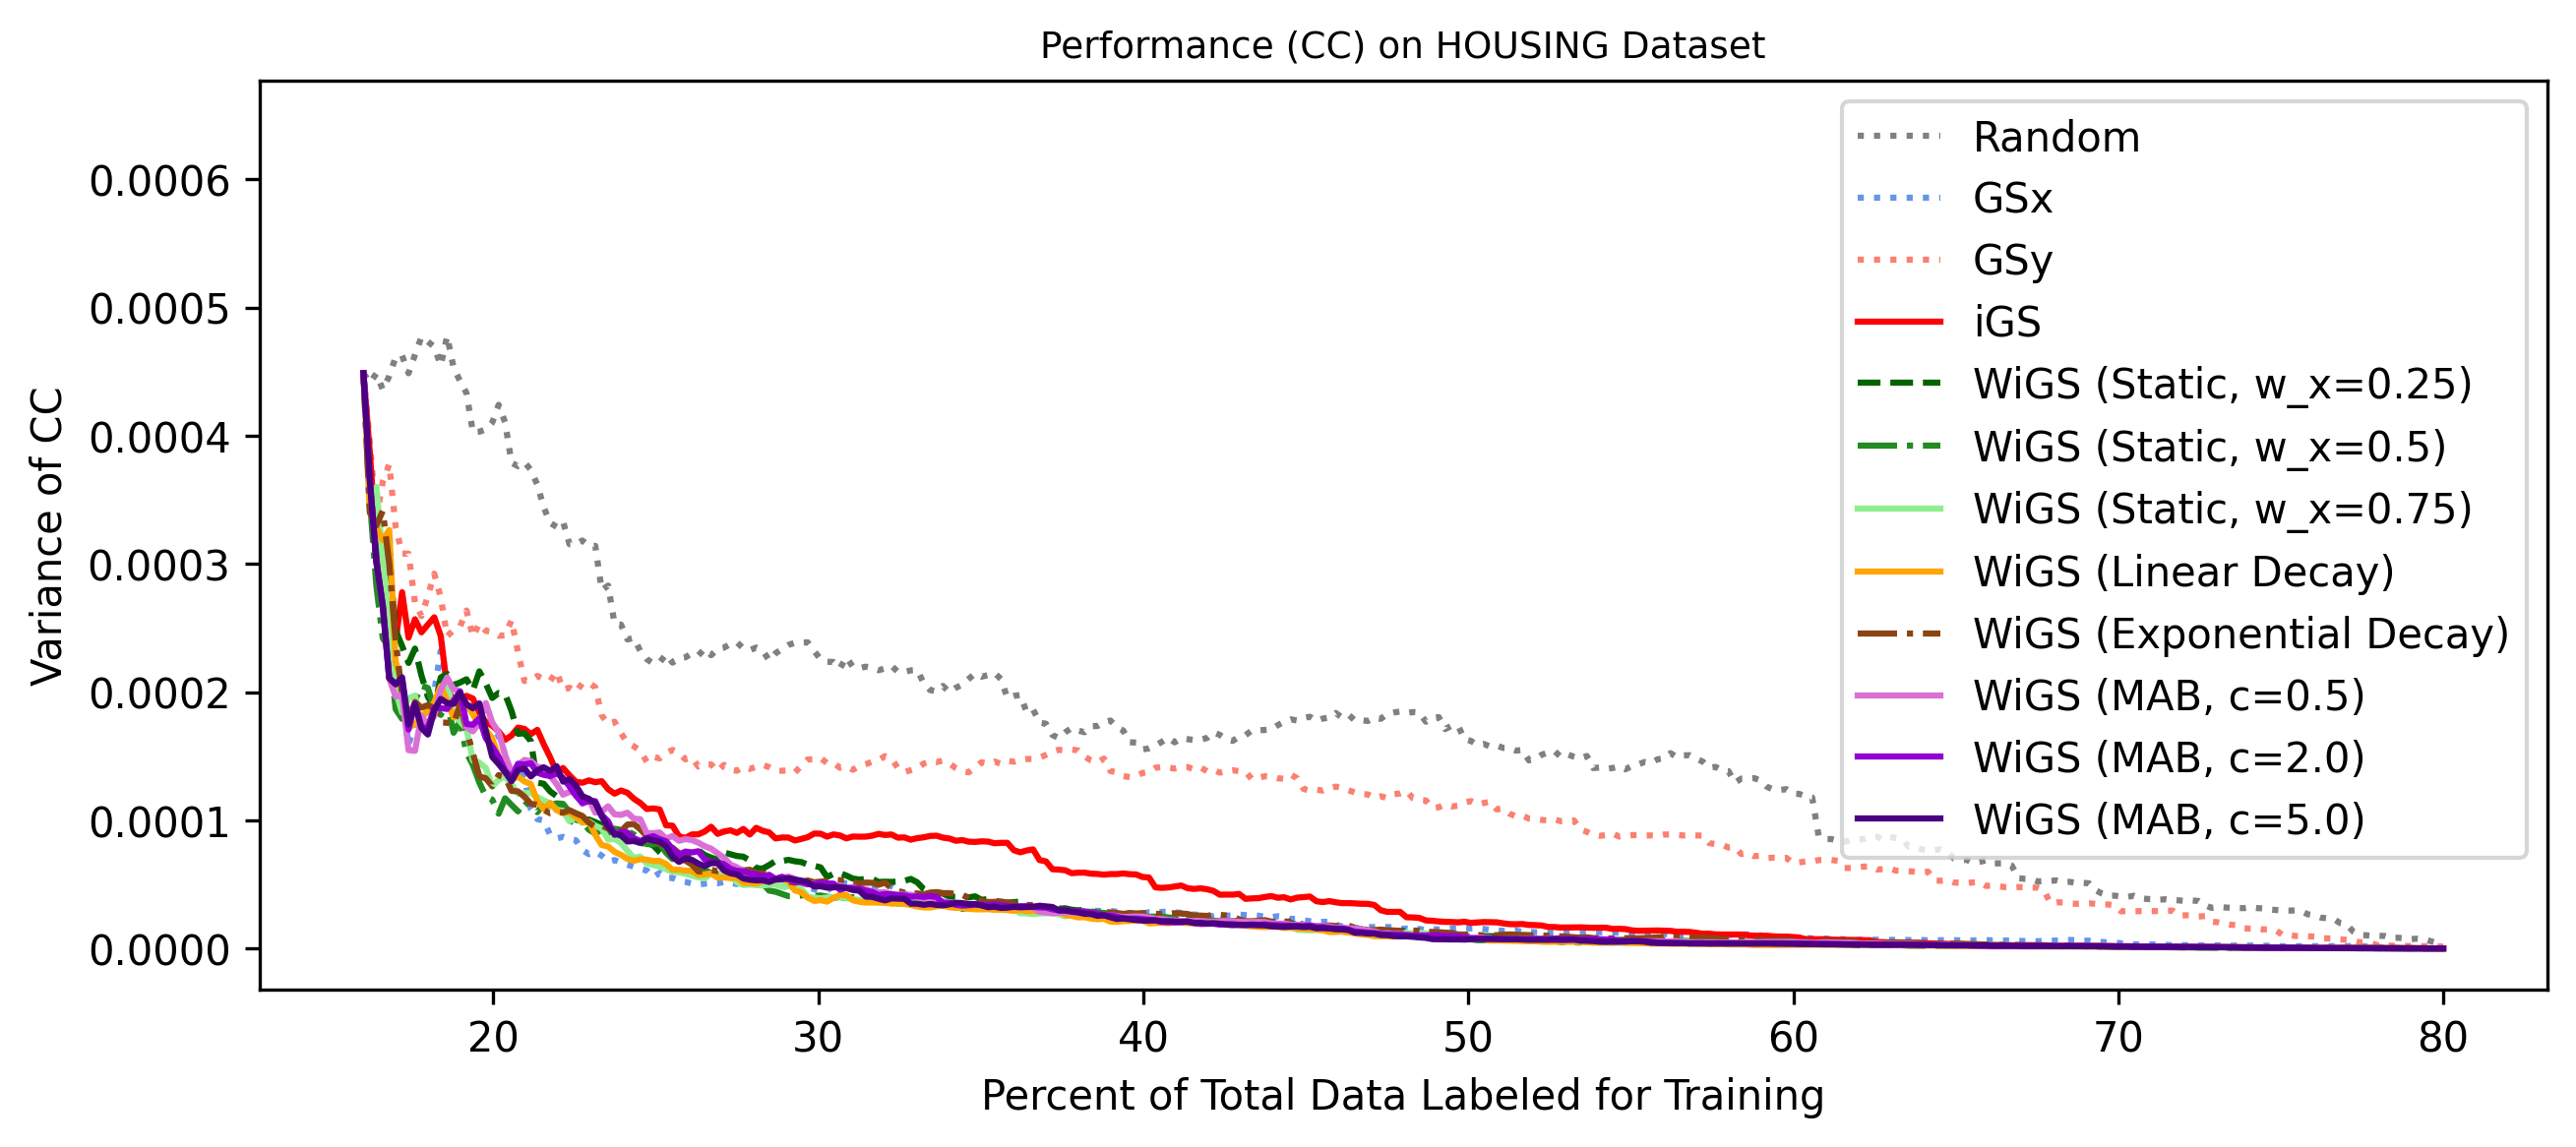 Performance (CC) on HOUSING Dataset
Variance of CC
0.0006
0.0005
0.0004
0.0003
0.0002
0.0001
0.0000
20 30 40 50 60 70 80
Percent of Total Data Labeled for Training
Random
GSx
GSy
iGS
WiGS (Static, w_x=0.25)
WiGS (Static, w_x=0.5)
WiGS (Static, w_x=0.75)
WiGS (Linear Decay)
WiGS (Exponential Decay)
WiGS (MAB, c=0.5)
WiGS (MAB, c=2.0)
WiGS (MAB, c=5.0)